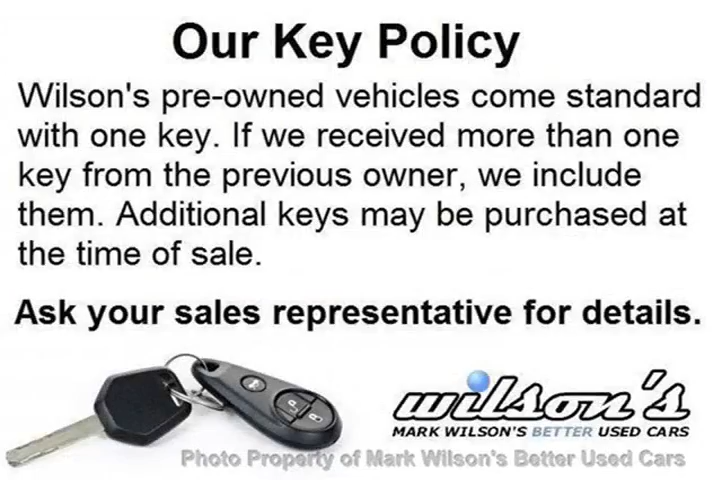 Our Key Policy
Wilson's pre-owned vehicles come standard
with one key. If we received more than one
key from the previous owner, we include
them. Additional keys may be purchased at
the time of sale.
Ask your sales representative for details.
wilson's
MARK WILSON'S BETTER USED CARS
Photo Property of Mark Wilson's Better Used Cars